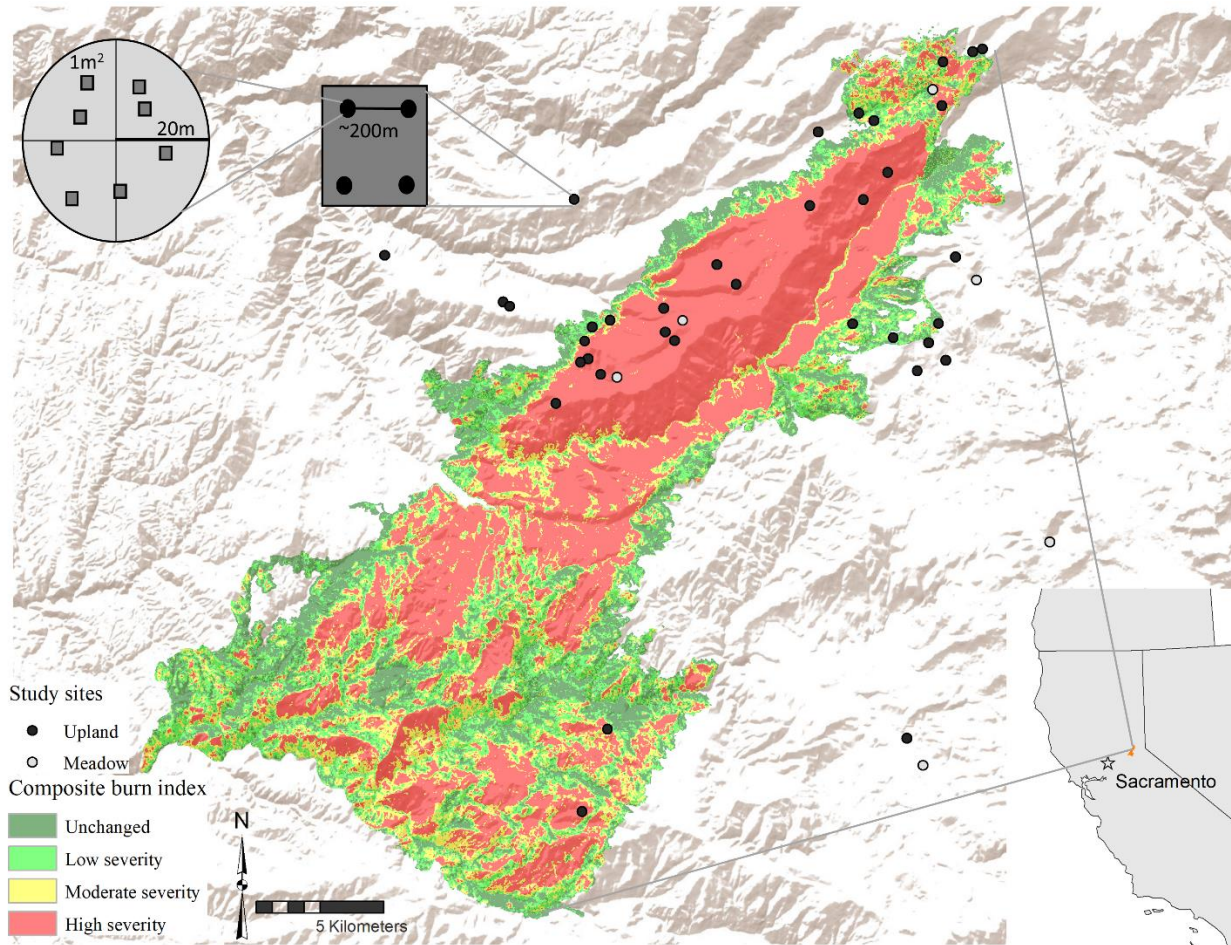 1m²
20m
~200m
Study sites
Upland
Meadow
Composite burn index
Unchanged
Low severity
Moderate severity
High severity
N
5 Kilometers
Sacramento